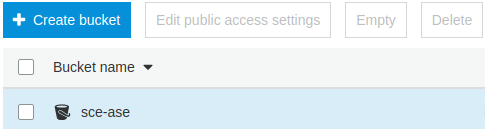 Create bucket Edit public access settings Empty Delete
Bucket name
sce-ase